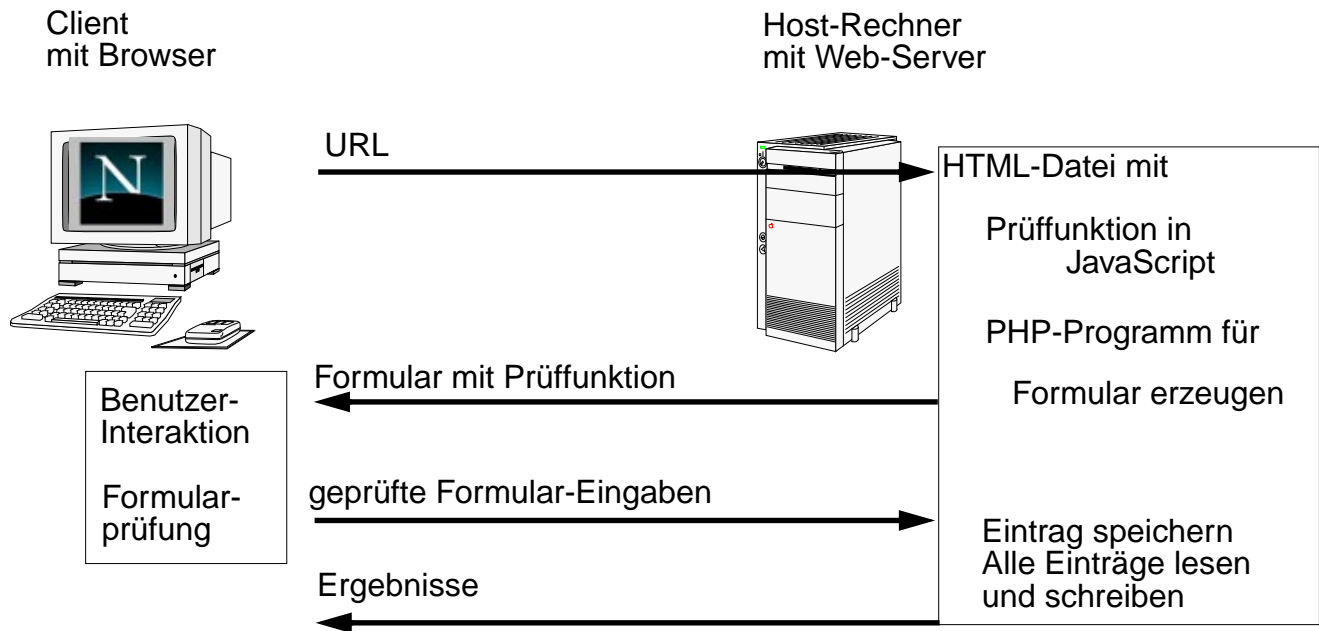 Client
mit Browser
Host-Rechner
mit Web-Server
N
URL
HTML-Datei mit
Prüffunktion in
JavaScript
PHP-Programm für
Formular mit Prüffunktion
Formular erzeugen
Benutzer-
Interaktion
Formular-
prüfung
geprüfte Formular-Eingaben
Eintrag speichern
Alle Einträge lesen
und schreiben
Ergebnisse